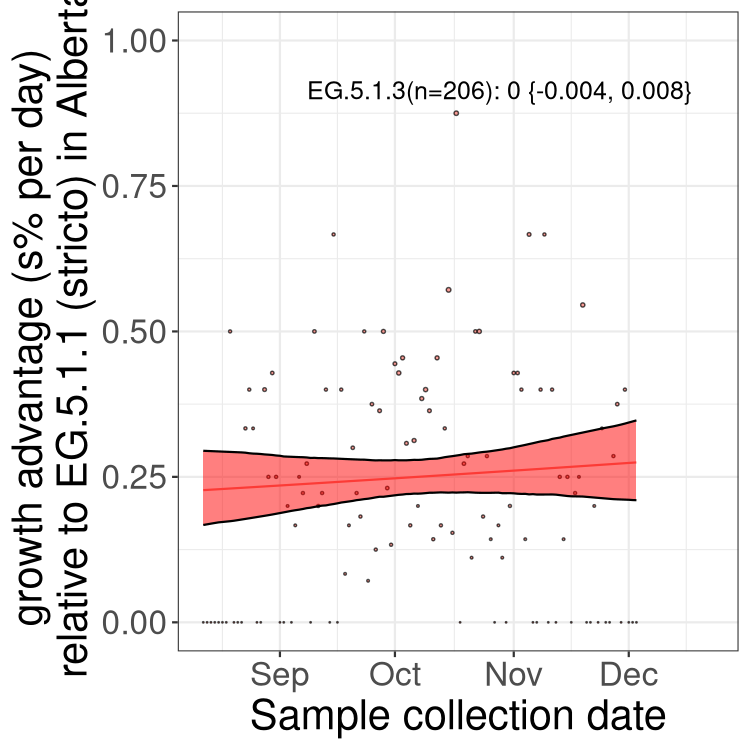 growth advantage (s% per day)
relative to EG.5.1.1 (stricto) in Alberta
1.00
0.75
0.50
0.25
0.00
EG.5.1.3(n=206): 0 {-0.004, 0.008}
Sep Oct Nov Dec
Sample collection date